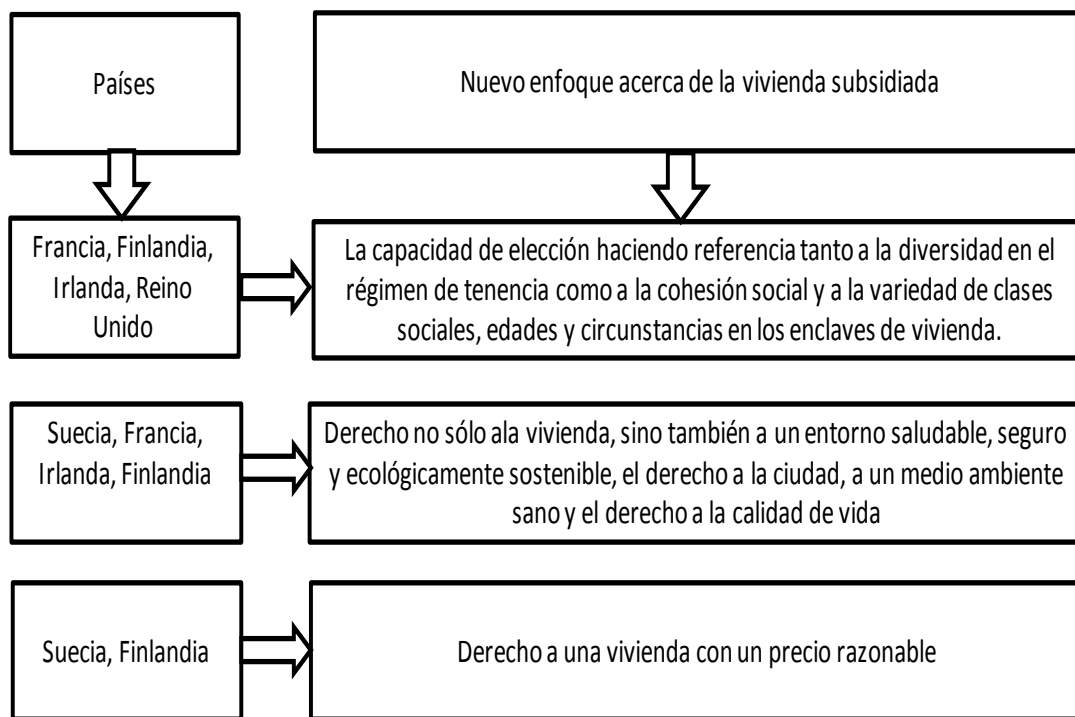 Países
Nuevo enfoque acerca de la vivienda subsidiada
Francia, Finlandia,
Irlanda, Reino
Unido
La capacidad de elección haciendo referencia tanto a la diversidad en el
régimen de tenencia como a la cohesión social y a la variedad de clases
sociales, edades y circunstancias en los enclaves de vivienda.
Suecia, Francia,
Irlanda, Finlandia
Derecho no sólo ala vivienda, sino también a un entorno saludable, seguro
y ecológicamente sostenible, el derecho a la ciudad, a un medio ambiente
sano y el derecho a la calidad de vida
Suecia, Finlandia
Derecho a una vivienda con un precio razonable